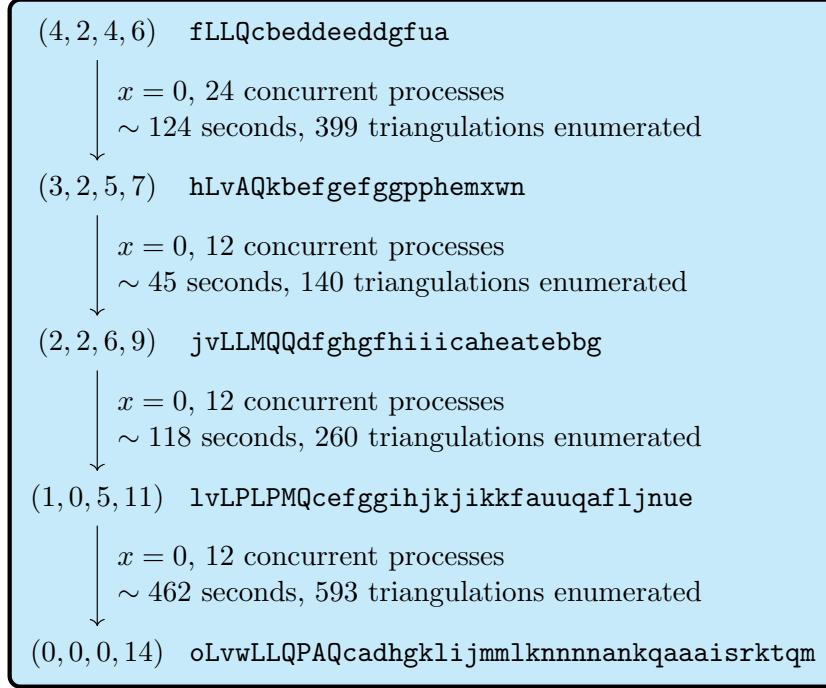 (4, 2, 4, 6) fLLQcbeddeeddgfua
x = 0, 24 concurrent processes
∼ 124 seconds, 399 triangulations enumerated
(3, 2, 5, 7) hLvAQkbefgefggpphemxwn
x = 0, 12 concurrent processes
∼ 45 seconds, 140 triangulations enumerated
(2, 2, 6, 9) jvLLMQQdfghgfhiiicaheatebbg
x = 0, 12 concurrent processes
∼ 118 seconds, 260 triangulations enumerated
(1, 0, 5, 11) lvLPLPMQcefggihjkjikkfauuqafljnue
x = 0, 12 concurrent processes
∼ 462 seconds, 593 triangulations enumerated
(0, 0, 0, 14) oLvwLLQPAQcadhgklijmmlknnnnankqaaaisrktqm